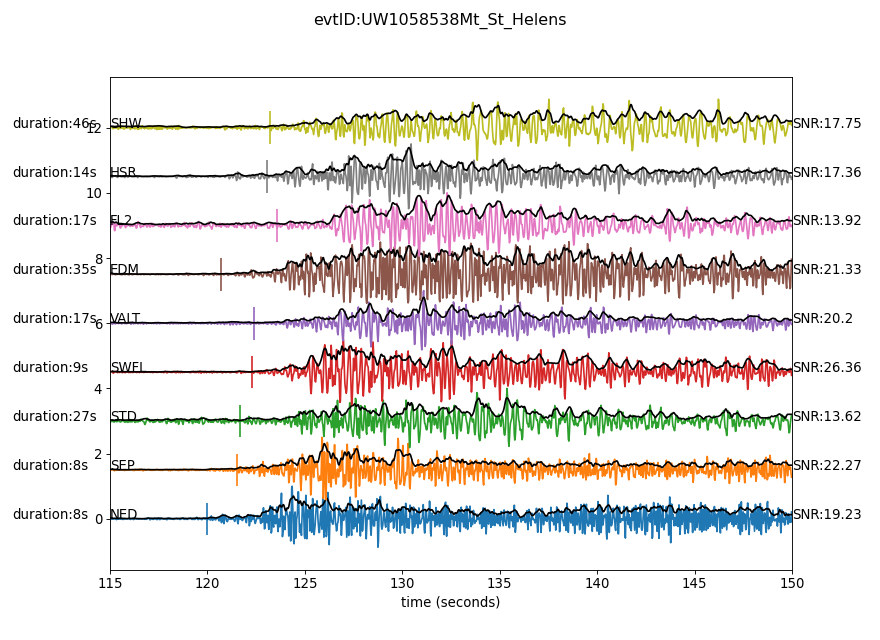 evtID:UW1058538Mt_St_Helens
duration:46s SHW SNR:17.75
12
duration:14s HSR SNR:17.36
10
duration:17s FL2 SNR:13.92
8
duration:35s EDM SNR:21.33
duration:17s VALT SNR:20.2
6
duration:9s SWFL SNR:26.36
4
duration:27s STD SNR:13.62
2
duration:8s SEP SNR:22.27
duration:8s NED SNR:19.23
0
115 120 125 130 135 140 145 150
time (seconds)